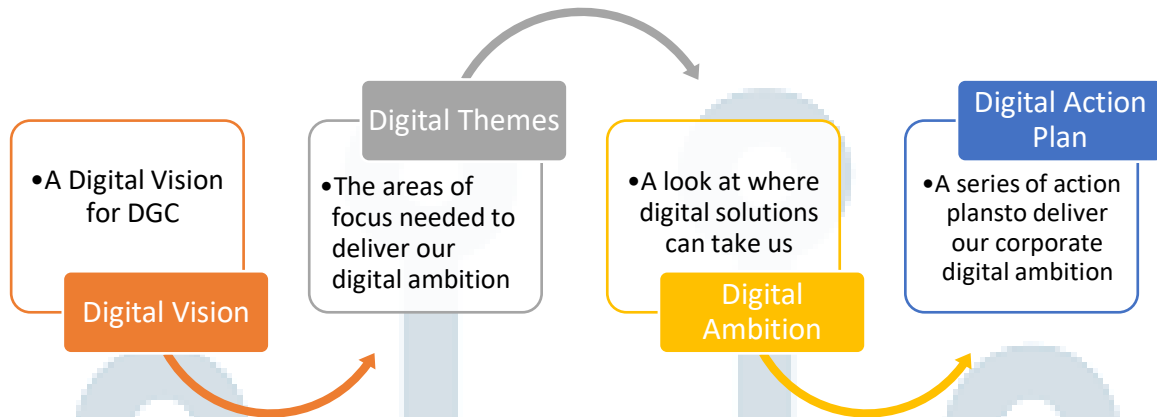 •A Digital Vision
for DGC
Digital Vision
Digital Themes
•The areas of
focus needed to
deliver our
digital ambition
•A look at where
digital solutions
can take us
Digital
Ambition
Digital Action
Plan
•A series of action
plansto deliver
our corporate
digital ambition